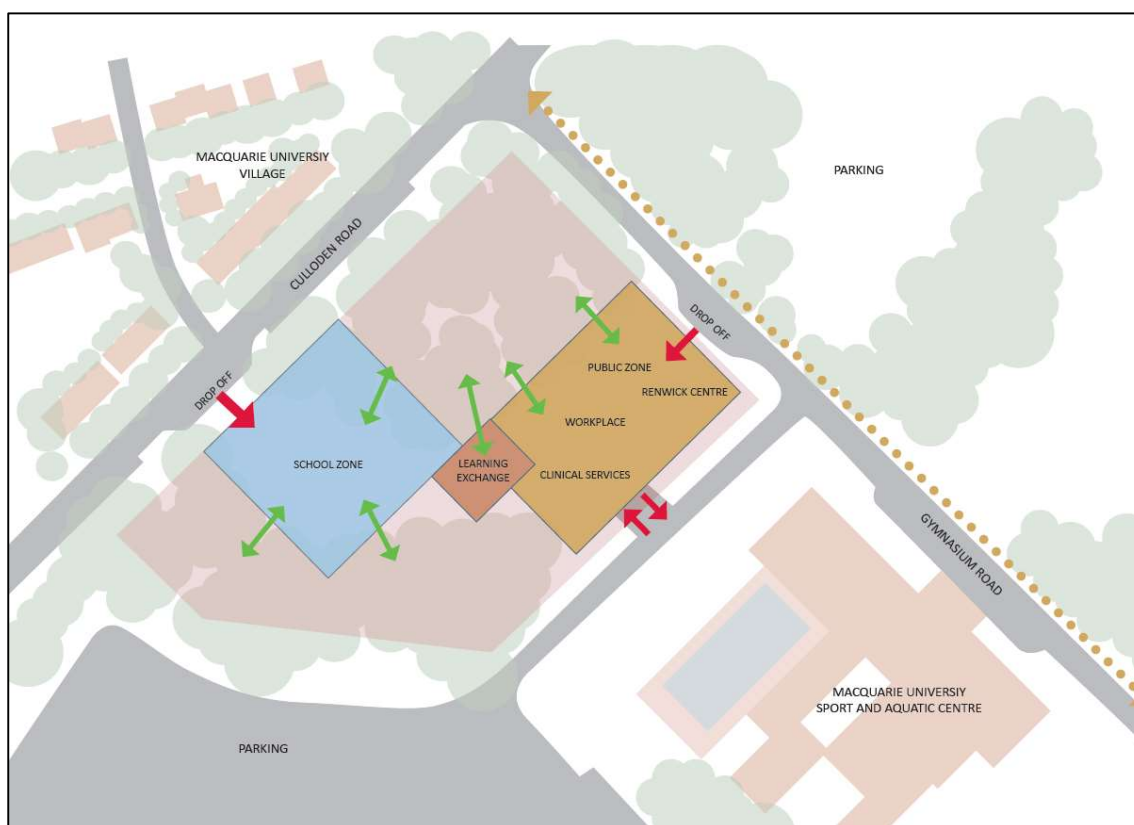 MACQUARIE UNIVERSIY
VILLAGE
PARKING
CULLODEN ROAD
DROP OFF
PUBLIC ZONE
RENWICK CENTRE
DROP OFF
WORKPLACE
SCHOOL ZONE
LEARNING
EXCHANGE
CLINICAL SERVICES
GYMNASIUM ROAD
MACQUARIE UNIVERSIY
SPORT AND AQUATIC CENTRE
PARKING